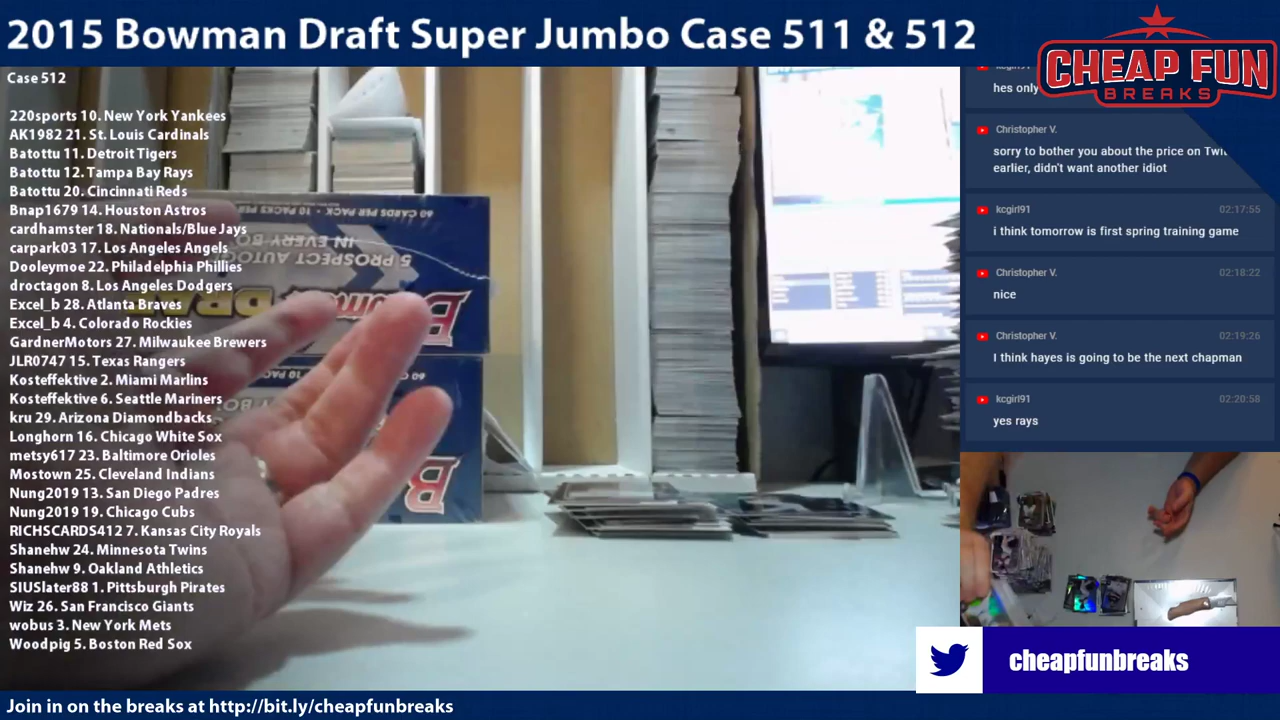 2015 Bowman Draft Super Jumbo Case 511 & 512
CHEAP FUN
BREAKS
Case 512
220sports 10. New York Yankees
AK1982 21. St. Louis Cardinals
Batottu 11. Detroit Tigers
Batottu 12. Tampa Bay Rays
Batottu 20. Cincinnati Reds
Bnap1679 14. Houston Astros
cardhamster 18. Nationals/Blue Jays
carpark03 17. Los Angeles Angels
Dooleymoe 22. Philadelphia Phillies
droctagon 8. Los Angeles Dodgers
Excel_b 28. Atlanta Braves
Excel_b 4. Colorado Rockies
GardnerMotors 27. Milwaukee Brewers
JLR0747 15. Texas Rangers
Kosteffektive 2. Miami Marlins
Kosteffektive 6. Seattle Mariners
kru 29. Arizona Diamondbacks
Longhorn 16. Chicago White Sox
metsy617 23. Baltimore Orioles
Mostown 25. Cleveland Indians
Nung2019 13. San Diego Padres
Nung2019 19. Chicago Cubs
RICHSCARDS412 7. Kansas City Royals
Shanehw 24. Minnesota Twins
Shanehw 9. Oakland Athletics
SIUSlater88 1. Pittsburgh Pirates
Wiz 26. San Francisco Giants
wobus 3. New York Mets
Woodpig 5. Boston Red Sox
60 CARDS PER PACK • 10 PACKS PER
5 PROSPECT AUTOG
IN EVERY BO
hes only
Christopher V.
sorry to bother you about the price on
earlier, didn't want another idiot
kcgirl91 02:17:55
i think tomorrow is first spring training game
Christopher V. 02:18:22
nice
Christopher V. 02:19:26
I think hayes is going to be the next chapman
kcgirl91 02:20:58
yes rays
cheapfunbreaks
Join in on the breaks at http://bit.ly/cheapfunbreaks